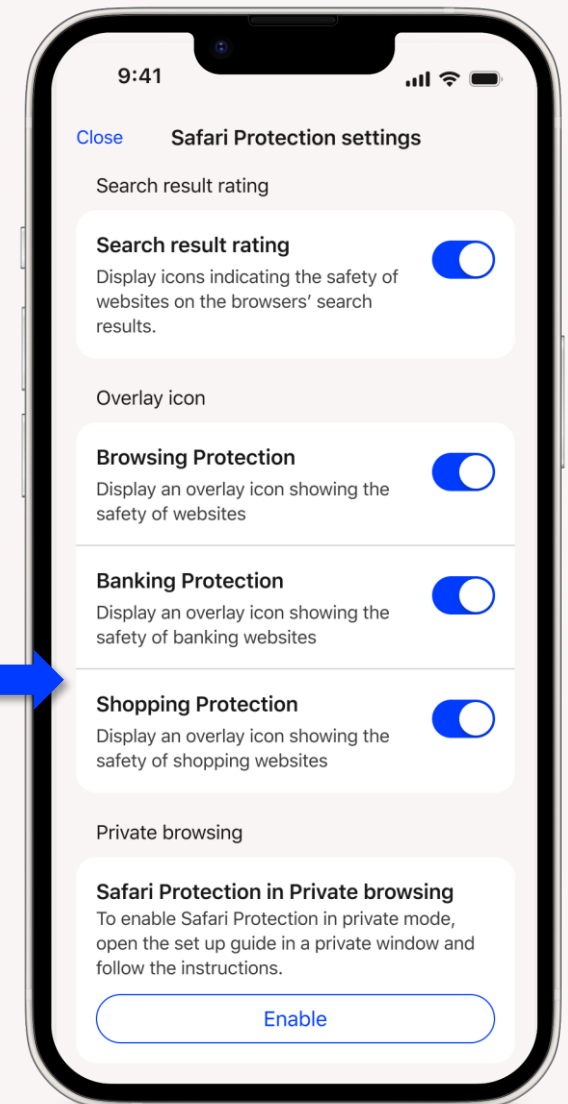 9:41
Close Safari Protection settings
Search result rating
Search result rating
Display icons indicating the safety of
websites on the browsers’ search
results.
Overlay icon
Browsing Protection
Display an overlay icon showing the
safety of websites
Banking Protection
Display an overlay icon showing the
safety of banking websites
Shopping Protection
Display an overlay icon showing the
safety of shopping websites
Private browsing
Safari Protection in Private browsing
To enable Safari Protection in private mode,
open the set up guide in a private window and
follow the instructions.
Enable